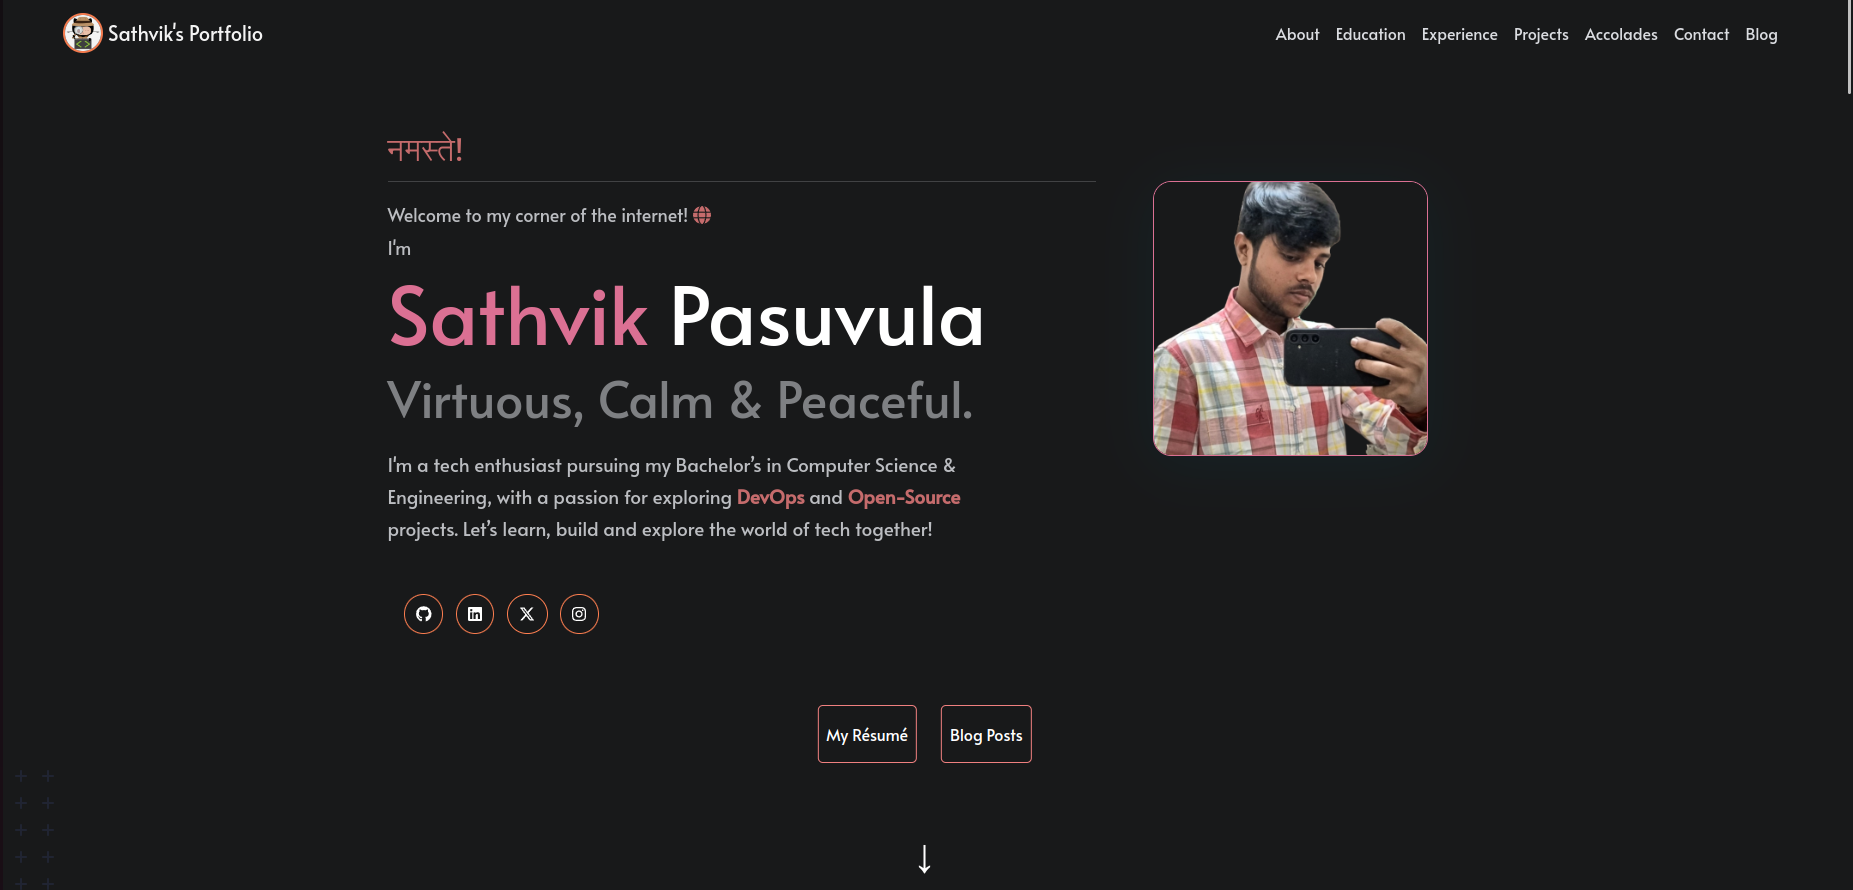 Sathvik's Portfolio
About Education Experience Projects Accolades Contact Blog
नमस्ते!
Welcome to my corner of the internet!
I'm
Sathvik Pasuvula
Virtuous, Calm & Peaceful.
I'm a tech enthusiast pursuing my Bachelor’s in Computer Science &
Engineering, with a passion for exploring DevOps and Open-Source
projects. Let’s learn, build and explore the world of tech together!
My Résumé Blog Posts